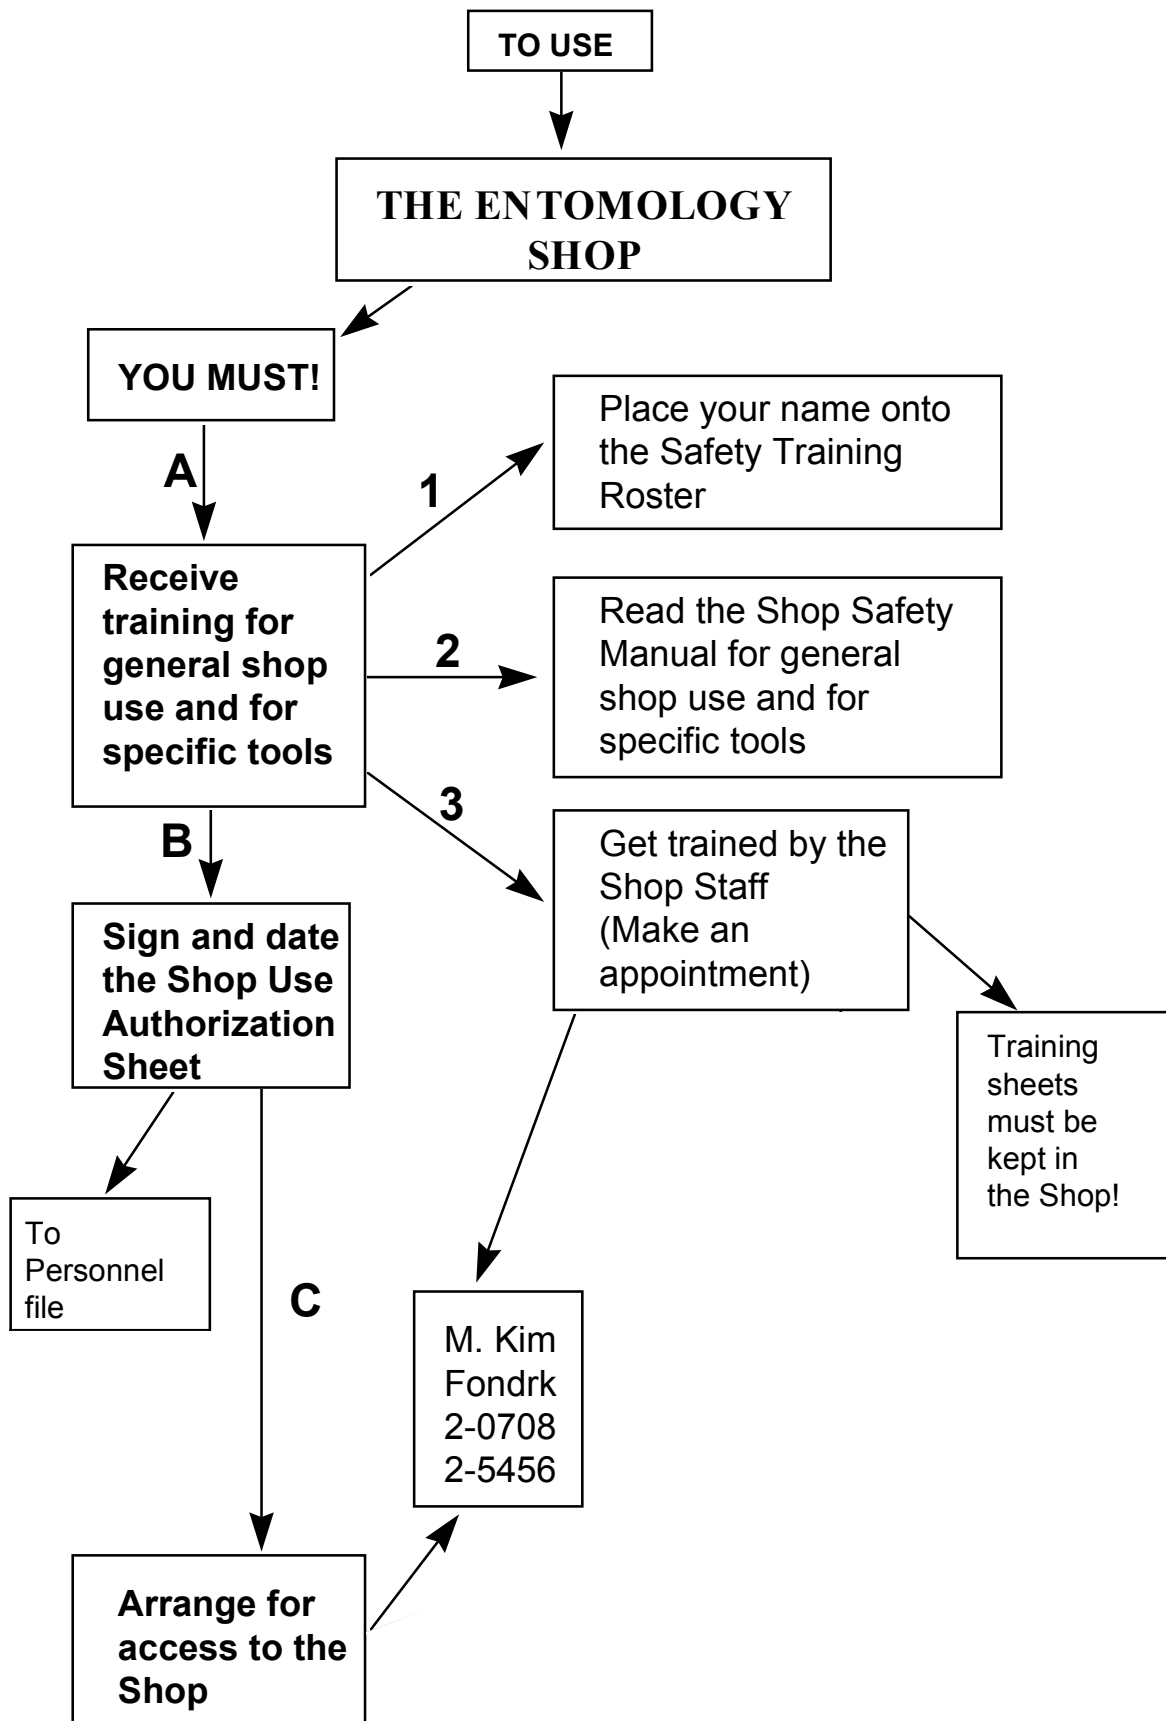 TO USE
THE ENTOMOLOGY
SHOP
YOU MUST!
A
Receive
training for
general shop
use and for
specific tools
1
Place your name onto
the Safety Training
Roster
2
Read the Shop Safety
Manual for general
shop use and for
specific tools
3
Get trained by the
Shop Staff
(Make an
appointment)
Training
sheets
must be
kept in
the Shop!
B
Sign and date
the Shop Use
Authorization
Sheet
To
Personnel
file
C
M. Kim
Fondrk
2-0708
2-5456
Arrange for
access to the
Shop